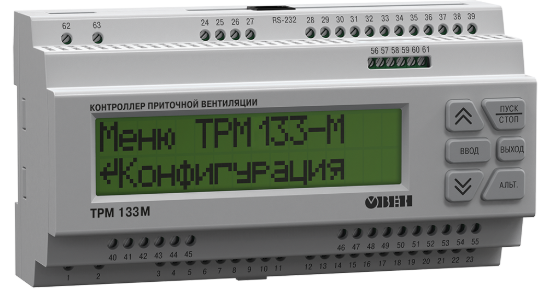 62 63 24 25 26 27 RS-232 28 29 30 31 32 33 34 35 36 37 38 39
56 57 58 59 60 61
КОНТРОЛЛЕР ПРИТОЧНОЙ ВЕНТИЛЯЦИИ
Меню ТРМ133-М
Конфигурация
ПУСК
СТОП
ВВОД ВЫХОД
АЛЬТ.
ТРМ 133М
ОВЕН
40 41 42 43 44 45 46 47 48 49 50 51 52 53 54 55
1 2 3 4 5 6 7 8 9 10 11 12 13 14 15 16 17 18 19 20 21 22 23